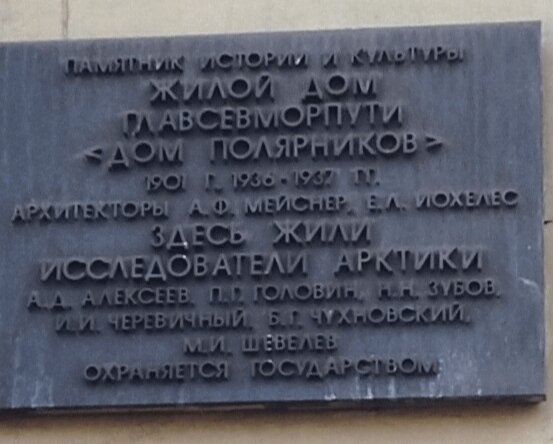 ПАМЯТНИК ИСТОРИИ И КУЛЬТУРЫ
ЖИЛОЙ ДОМ
ГЛАВСЕВМОРПУТИ
<ДОМ ПОЛЯРНИКОВ>
1901 Г., 1936-1937 ГГ.
АРХИТЕКТОРЫ А.Ф. МЕЙСНЕР, Е.Л. ЙОХЕЛЕС
ЗДЕСЬ ЖИЛИ
ИССЛЕДОВАТЕЛИ АРКТИКИ
А.Д. АЛЕКСЕЕВ, П.Г. ГОЛОВИН, Н.Н. ЗУБОВ,
И.И. ЧЕРЕВИЧНЫЙ, Б.Г. ЧУХНОВСКИЙ,
М.И. ШЕВЕЛЕВ
ОХРАНЯЕТСЯ ГОСУДАРСТВОМ